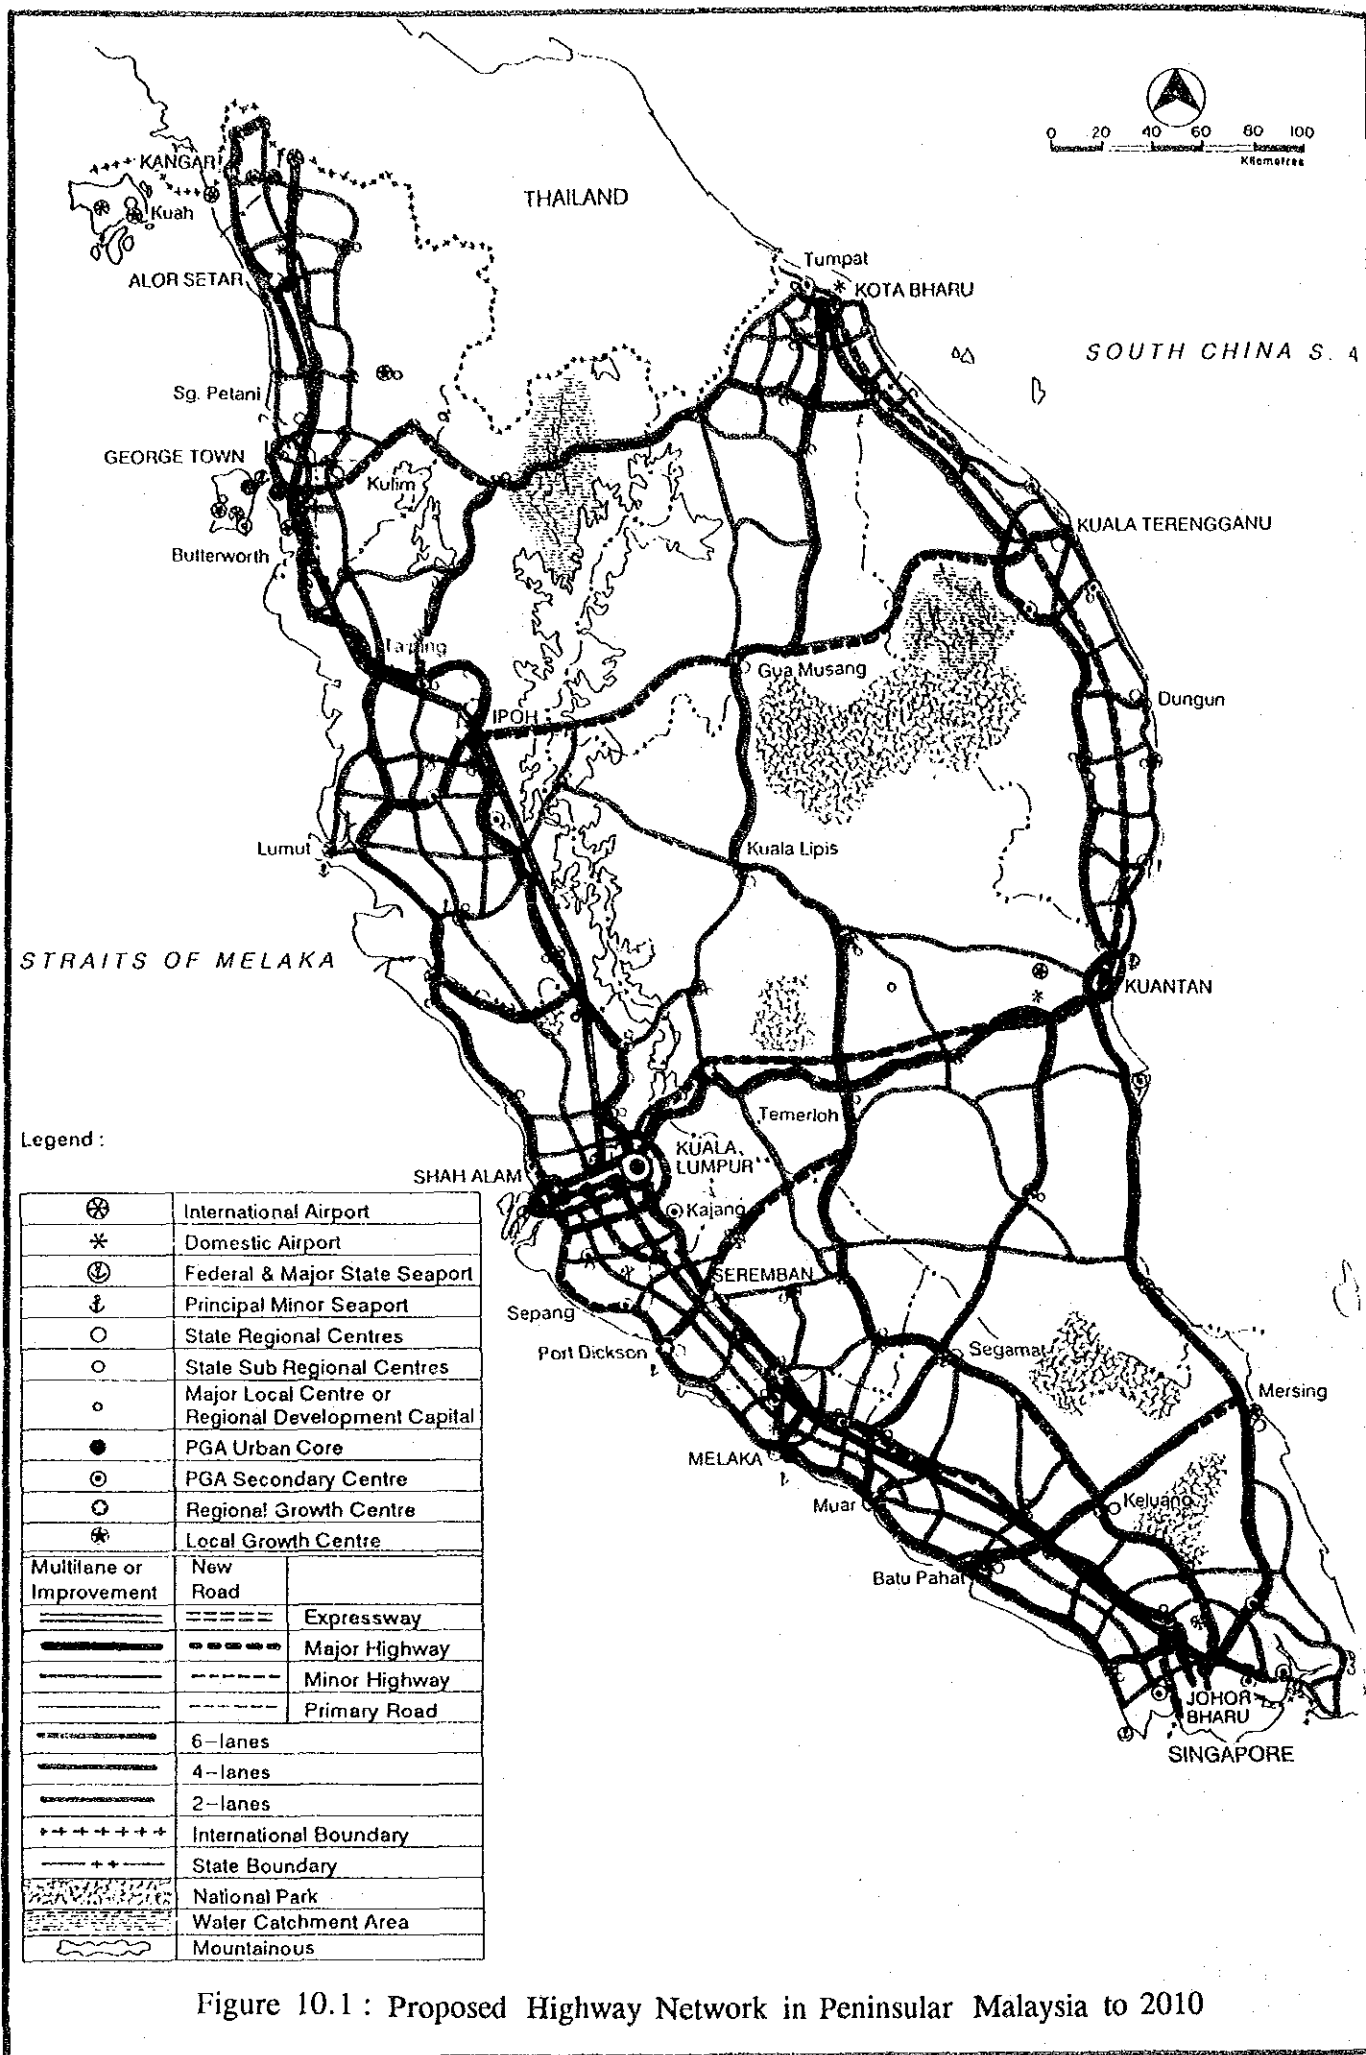 0 20 40 60 80 100
Kilometres
KANGAR
THAILAND
Kuah
Tumpat
ALOR SETAR
KOTA BHARU
SOUTH CHINA S. A
Sg. Petani
GEORGE TOWN
Kulim
KUALA TERENGGANU
Butterworth
Taiping
Gua Musang
Dungun
IPOH
Lumut
Kuala Lipis
STRAITS OF MELAKA
KUANTAN
Temerloh
KUALA
LUMPUR
SHAH ALAM
Kajang
SEREMBAN
Sepang
Port Dickson
Segamat
Mersing
MELAKA
Muar
Keluang
Batu Pahat
JOHOR
BHARU
SINGAPORE
Legend :
International Airport
Domestic Airport
Federal & Major State Seaport
Principal Minor Seaport
State Regional Centres
State Sub Regional Centres
Major Local Centre or
Regional Development Capital
PGA Urban Core
PGA Secondary Centre
Regional Growth Centre
Local Growth Centre
Multilane or New
Improvement Road
Expressway
Major Highway
Minor Highway
Primary Road
6-lanes
4-lanes
2-lanes
International Boundary
State Boundary
National Park
Water Catchment Area
Mountainous
Figure 10.1 : Proposed Highway Network in Peninsular Malaysia to 2010